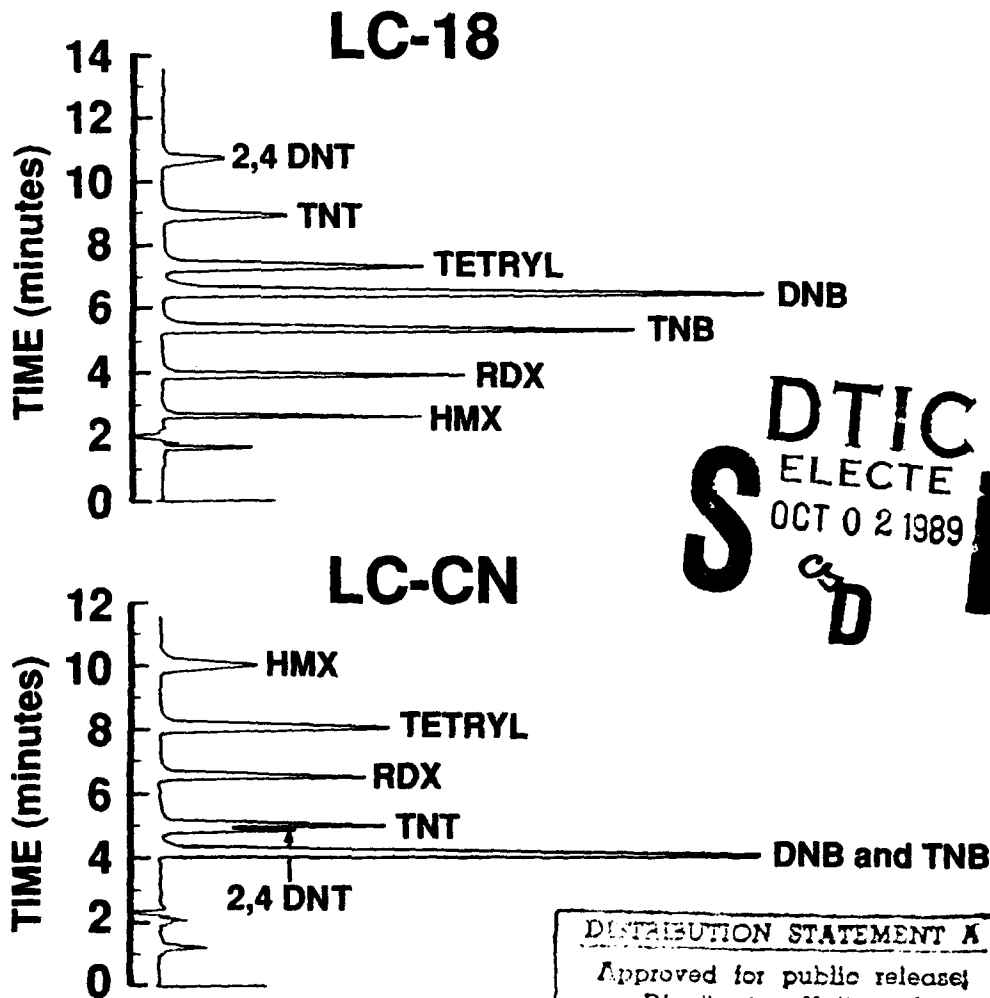 LC-18
TIME (minutes)
14
12
10
8
6
4
2
0
2,4 DNT
TNT
TETRYL
DNB
TNB
RDX
HMX
DTIC
ELECTE
OCT 02 1989
S D
LC-CN
TIME (minutes)
12
10
8
6
4
2
0
HMX
TETRYL
RDX
TNT
DNB and TNB
2,4 DNT
DISTRIBUTION STATEMENT A
Approved for public release;